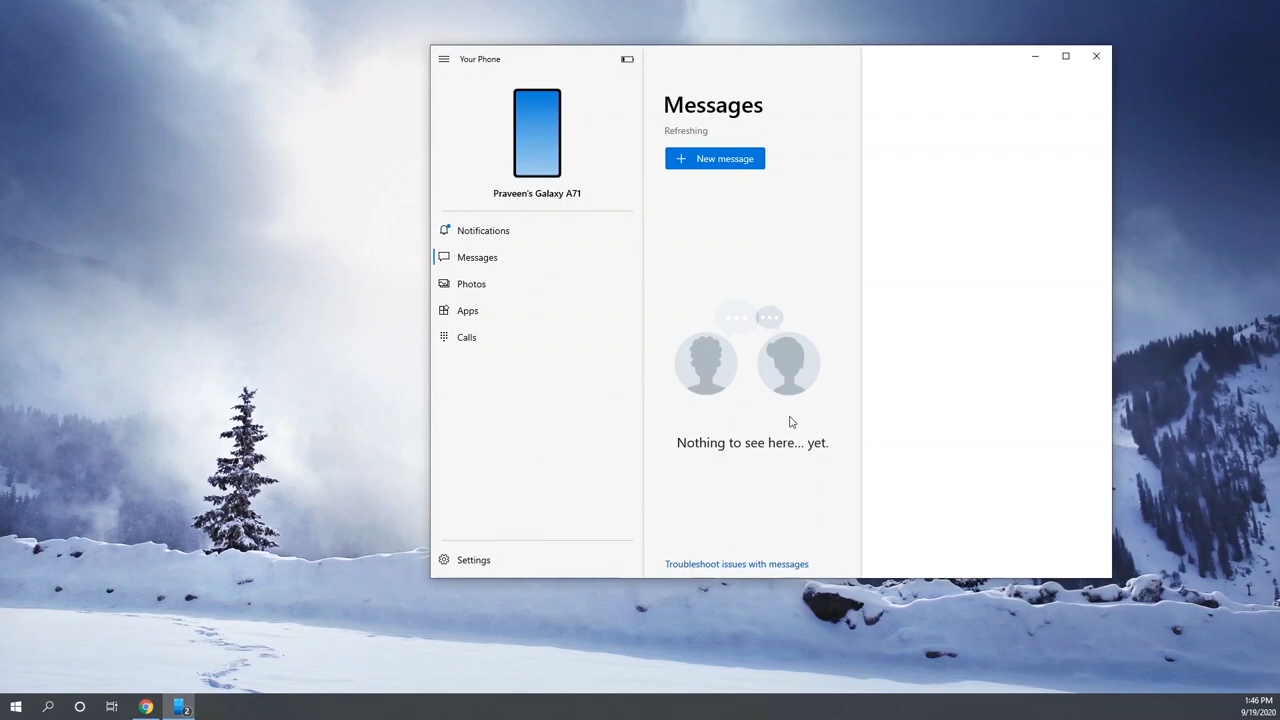 Your Phone
Praveen's Galaxy A71
Notifications
Messages
Photos
Apps
Calls
Settings
Messages
Refreshing
New message
Nothing to see here... yet.
Troubleshoot issues with messages
2
1:46 PM
9/19/2020